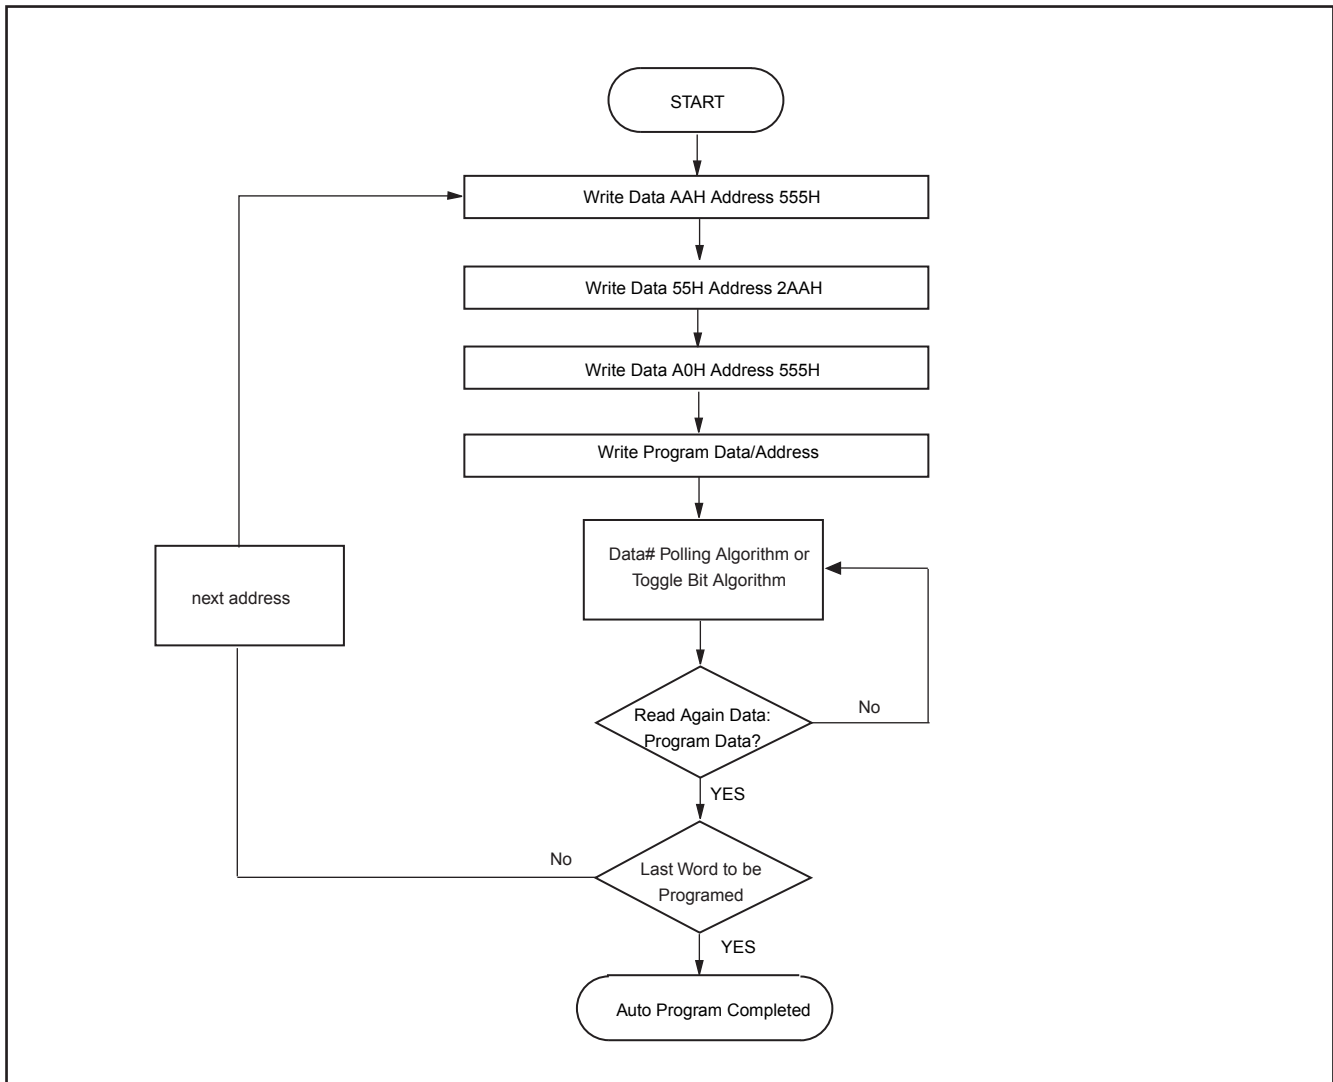 START
Write Data AAH Address 555H
Write Data 55H Address 2AAH
Write Data A0H Address 555H
Write Program Data/Address
Data# Polling Algorithm or
Toggle Bit Algorithm
next address
Read Again Data:
Program Data?
No
YES
No
Last Word to be
Programed
YES
Auto Program Completed